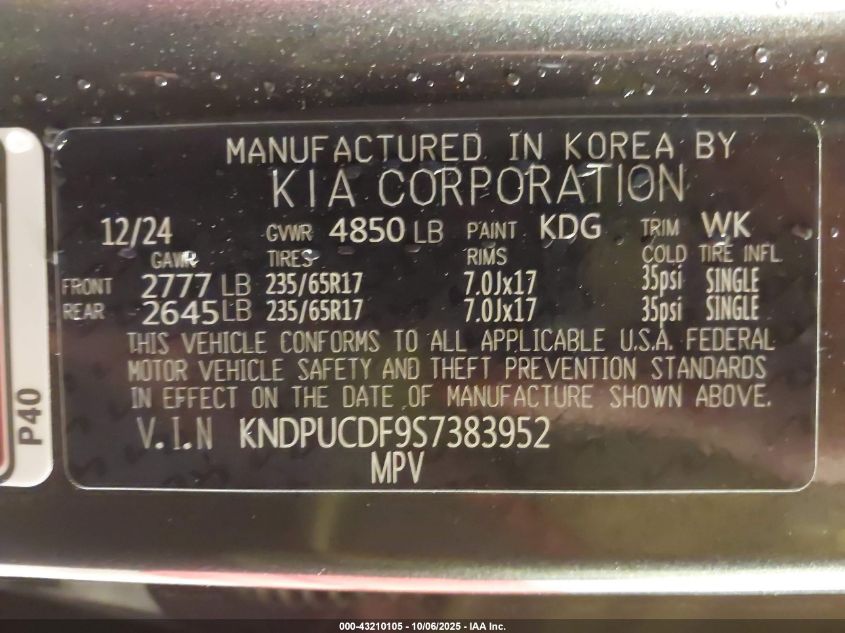 MANUFACTURED IN KOREA BY
KIA CORPORATION
12/24 GVWR 4850 LB PAINT KDG TRIM WK
GAWR TIRES RIMS COLD TIRE INFL.
FRONT 2777 LB 235/65R17 7.0Jx17 35psi SINGLE
REAR 2645 LB 235/65R17 7.0Jx17 35psi SINGLE
THIS VEHICLE CONFORMS TO ALL APPLICABLE U.S.A. FEDERAL
MOTOR VEHICLE SAFETY AND THEFT PREVENTION STANDARDS
IN EFFECT ON THE DATE OF MANUFACTURE SHOWN ABOVE.
V.I.N KNDPUCDF9S7383952
MPV
P40
000-43210105 - 10/06/2025 - IAA Inc.